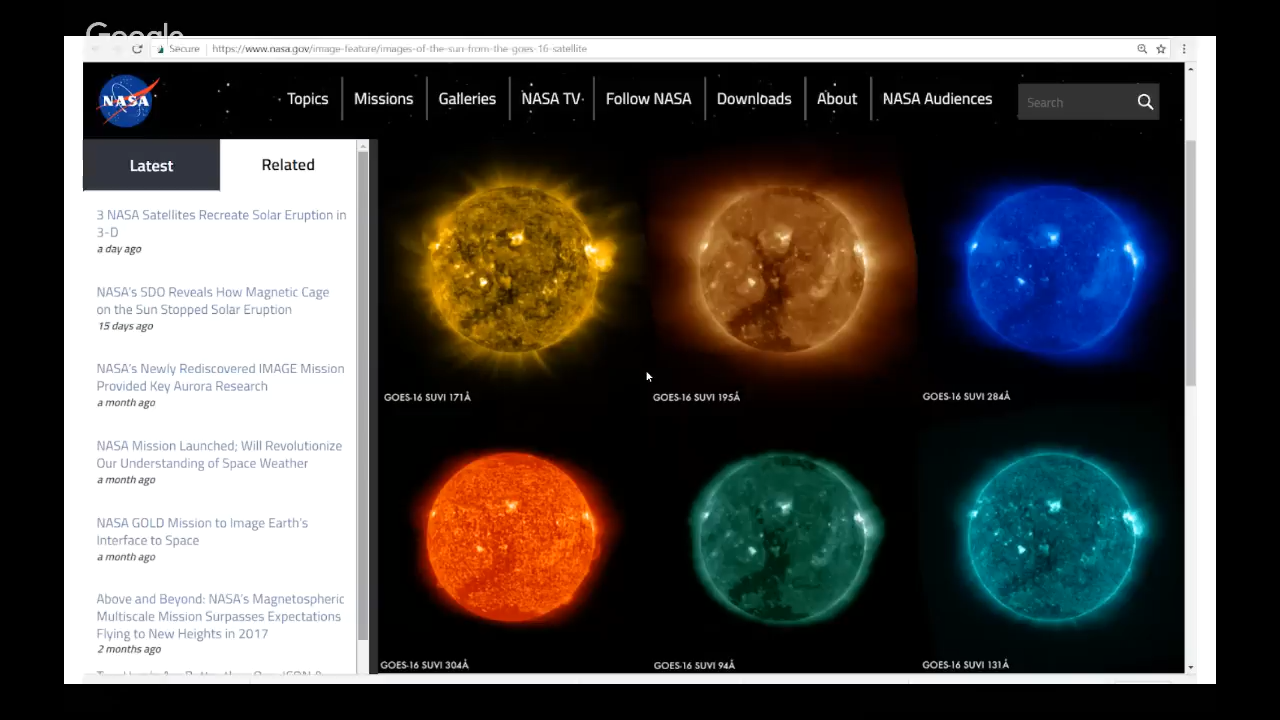 Google
Secure https://www.nasa.gov/image-feature/images-of-the-sun-from-the-goes-16-satellite
NASA
Topics Missions Galleries NASA TV Follow NASA Downloads About NASA Audiences Search
Latest Related
3 NASA Satellites Recreate Solar Eruption in
3-D
a day ago
NASA's SDO Reveals How Magnetic Cage
on the Sun Stopped Solar Eruption
15 days ago
NASA's Newly Rediscovered IMAGE Mission
Provided Key Aurora Research
a month ago
NASA Mission Launched; Will Revolutionize
Our Understanding of Space Weather
a month ago
NASA GOLD Mission to Image Earth's
Interface to Space
a month ago
Above and Beyond: NASA's Magnetospheric
Multiscale Mission Surpasses Expectations
Flying to New Heights in 2017
2 months ago
GOES-16 SUVI 171Å
GOES-16 SUVI 195Å
GOES-16 SUVI 284Å
GOES-16 SUVI 304Å
GOES-16 SUVI 94Å
GOES-16 SUVI 131Å